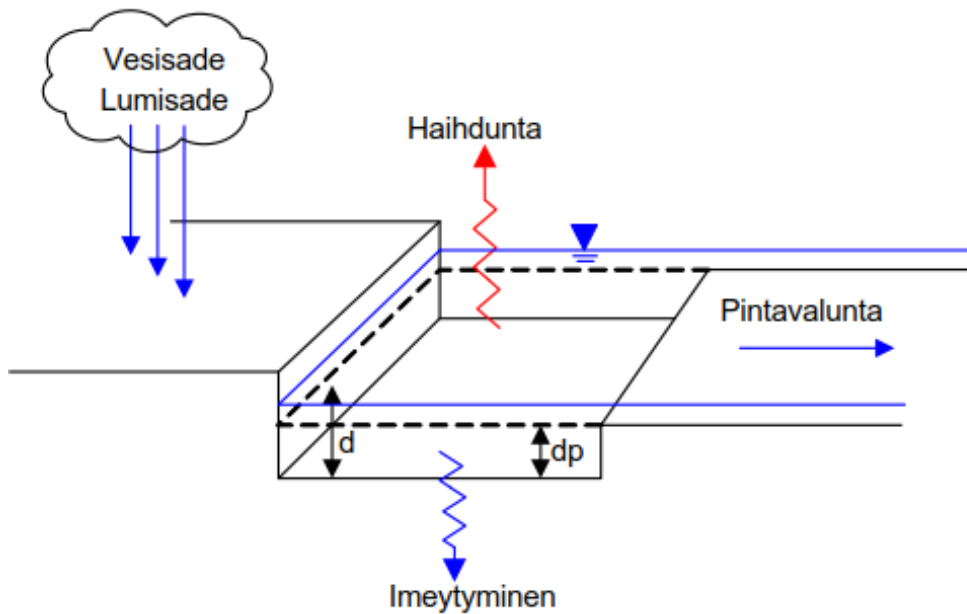 Vesisade
Lumisade
Haihdunta
Pintavalunta
d
dp
Imeytyminen